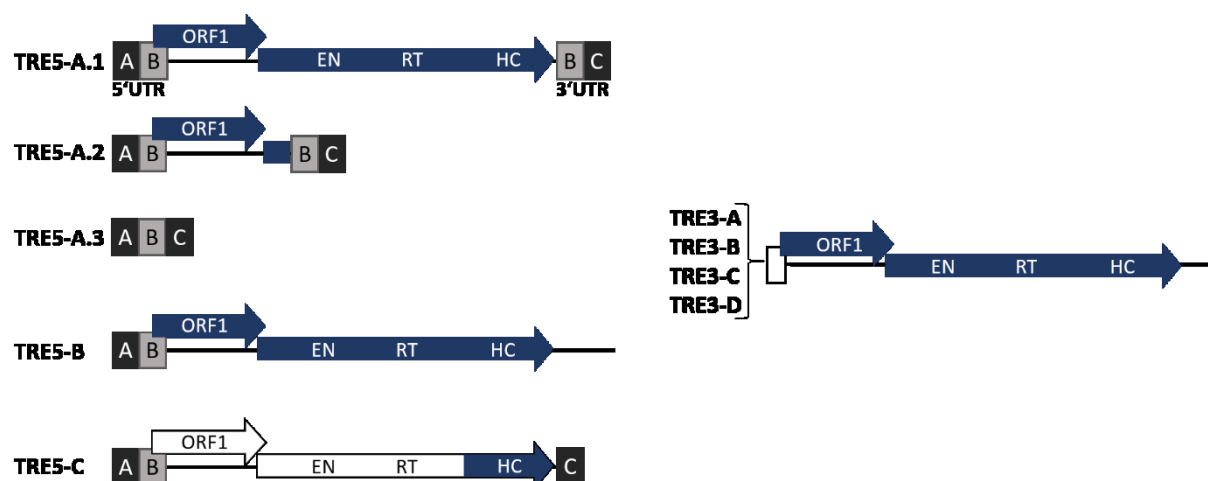 ORF1
TRE5-A.1 A B EN RT HC B C
5'UTR 3'UTR
ORF1
TRE5-A.2 A B B C
TRE5-A.3 A B C
ORF1
TRE5-B A B EN RT HC
ORF1
TRE5-C A B EN RT HC C
TRE3-A
TRE3-B ORF1
TRE3-C EN RT HC
TRE3-D